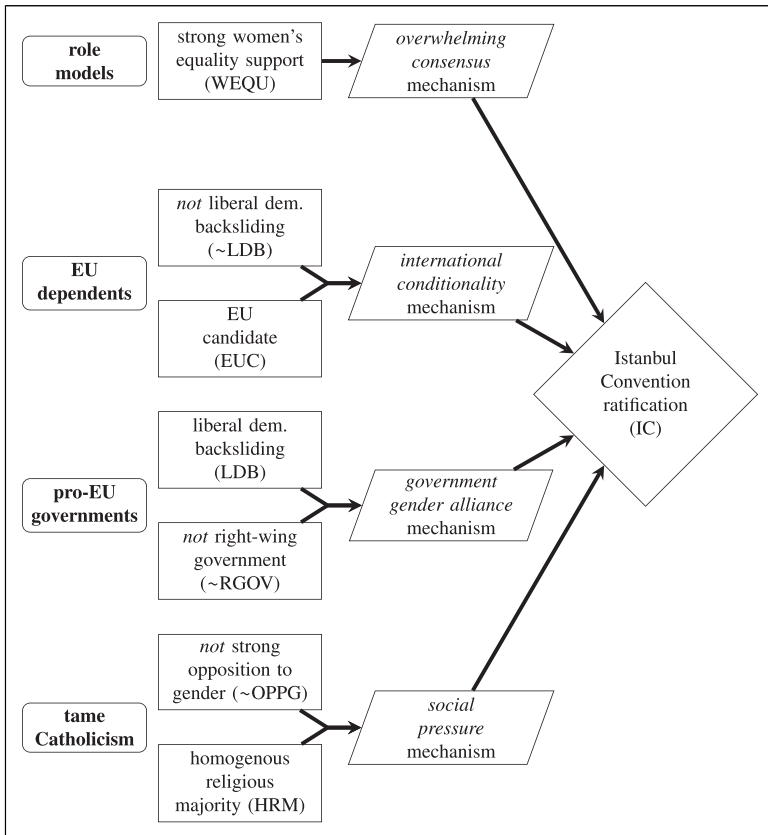 role
models
strong women's
equality support
(WEQU)
overwhelming
consensus
mechanism
EU
dependents
not liberal dem.
backsliding
(~LDB)
EU
candidate
(EUC)
international
conditionality
mechanism
Istanbul
Convention
ratification
(IC)
pro-EU
governments
liberal dem.
backsliding
(LDB)
not right-wing
government
(~RGOV)
government
gender alliance
mechanism
tame
Catholicism
not strong
opposition to
gender (~OPPG)
homogenous
religious
majority (HRM)
social
pressure
mechanism